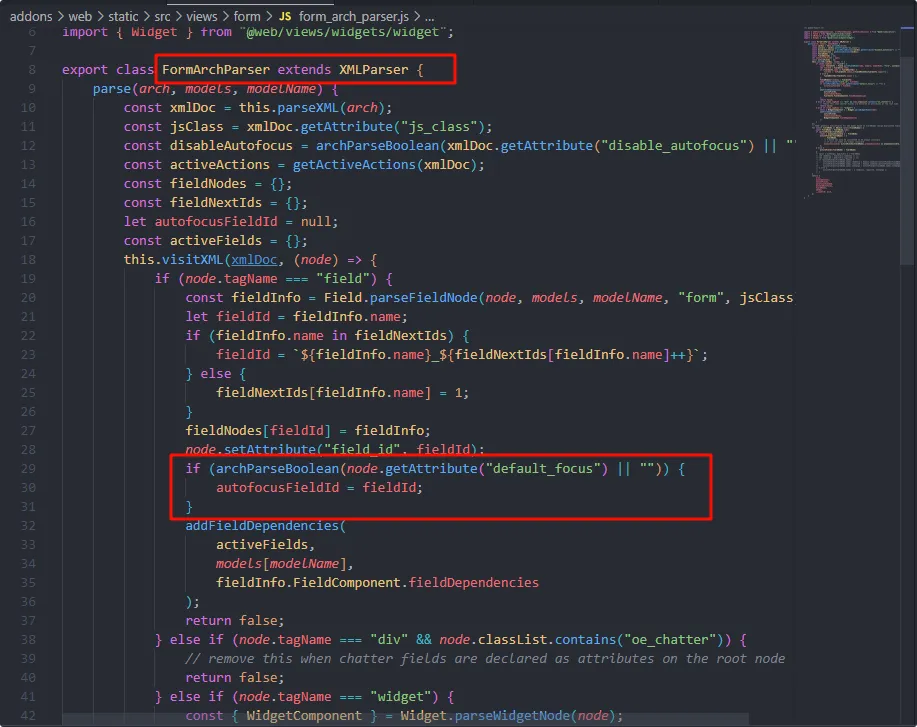 addons > web > static > src > views > form > JS form_arch_parser.js > ...
6 import { Widget } from "@web/views/widgets/widget";
7
8 export class FormArchParser extends XMLParser {
9 parse(arch, models, modelName) {
10 const xmlDoc = this.parseXML(arch);
11 const jsClass = xmlDoc.getAttribute("js_class");
12 const disableAutofocus = archParseBoolean(xmlDoc.getAttribute("disable_autofocus") || "
13 const activeActions = getActiveActions(xmlDoc);
14 const fieldNodes = {};
15 const fieldNextIds = {};
16 let autofocusFieldId = null;
17 const activeFields = {};
18 this.visitXML(xmlDoc, (node) => {
19 if (node.tagName === "field") {
20 const fieldInfo = Field.parseFieldNode(node, models, modelName, "form", jsClass
21 let fieldId = fieldInfo.name;
22 if (fieldInfo.name in fieldNextIds) {
23 fieldId = `${fieldInfo.name}_${fieldNextIds[fieldInfo.name]++}`;
24 } else {
25 fieldNextIds[fieldInfo.name] = 1;
26 }
27 fieldNodes[fieldId] = fieldInfo;
28 node.setAttribute("field_id", fieldId);
29 if (archParseBoolean(node.getAttribute("default_focus") || "")) {
30 autofocusFieldId = fieldId;
31 }
32 addFieldDependencies(
33 activeFields,
34 models[modelName],
35 fieldInfo.FieldComponent.fieldDependencies
36 );
37 return false;
38 } else if (node.tagName === "div" && node.classList.contains("oe_chatter")) {
39 // remove this when chatter fields are declared as attributes on the root node
40 return false;
41 } else if (node.tagName === "widget") {
42 const { WidgetComponent } = Widget.parseWidgetNode(node);